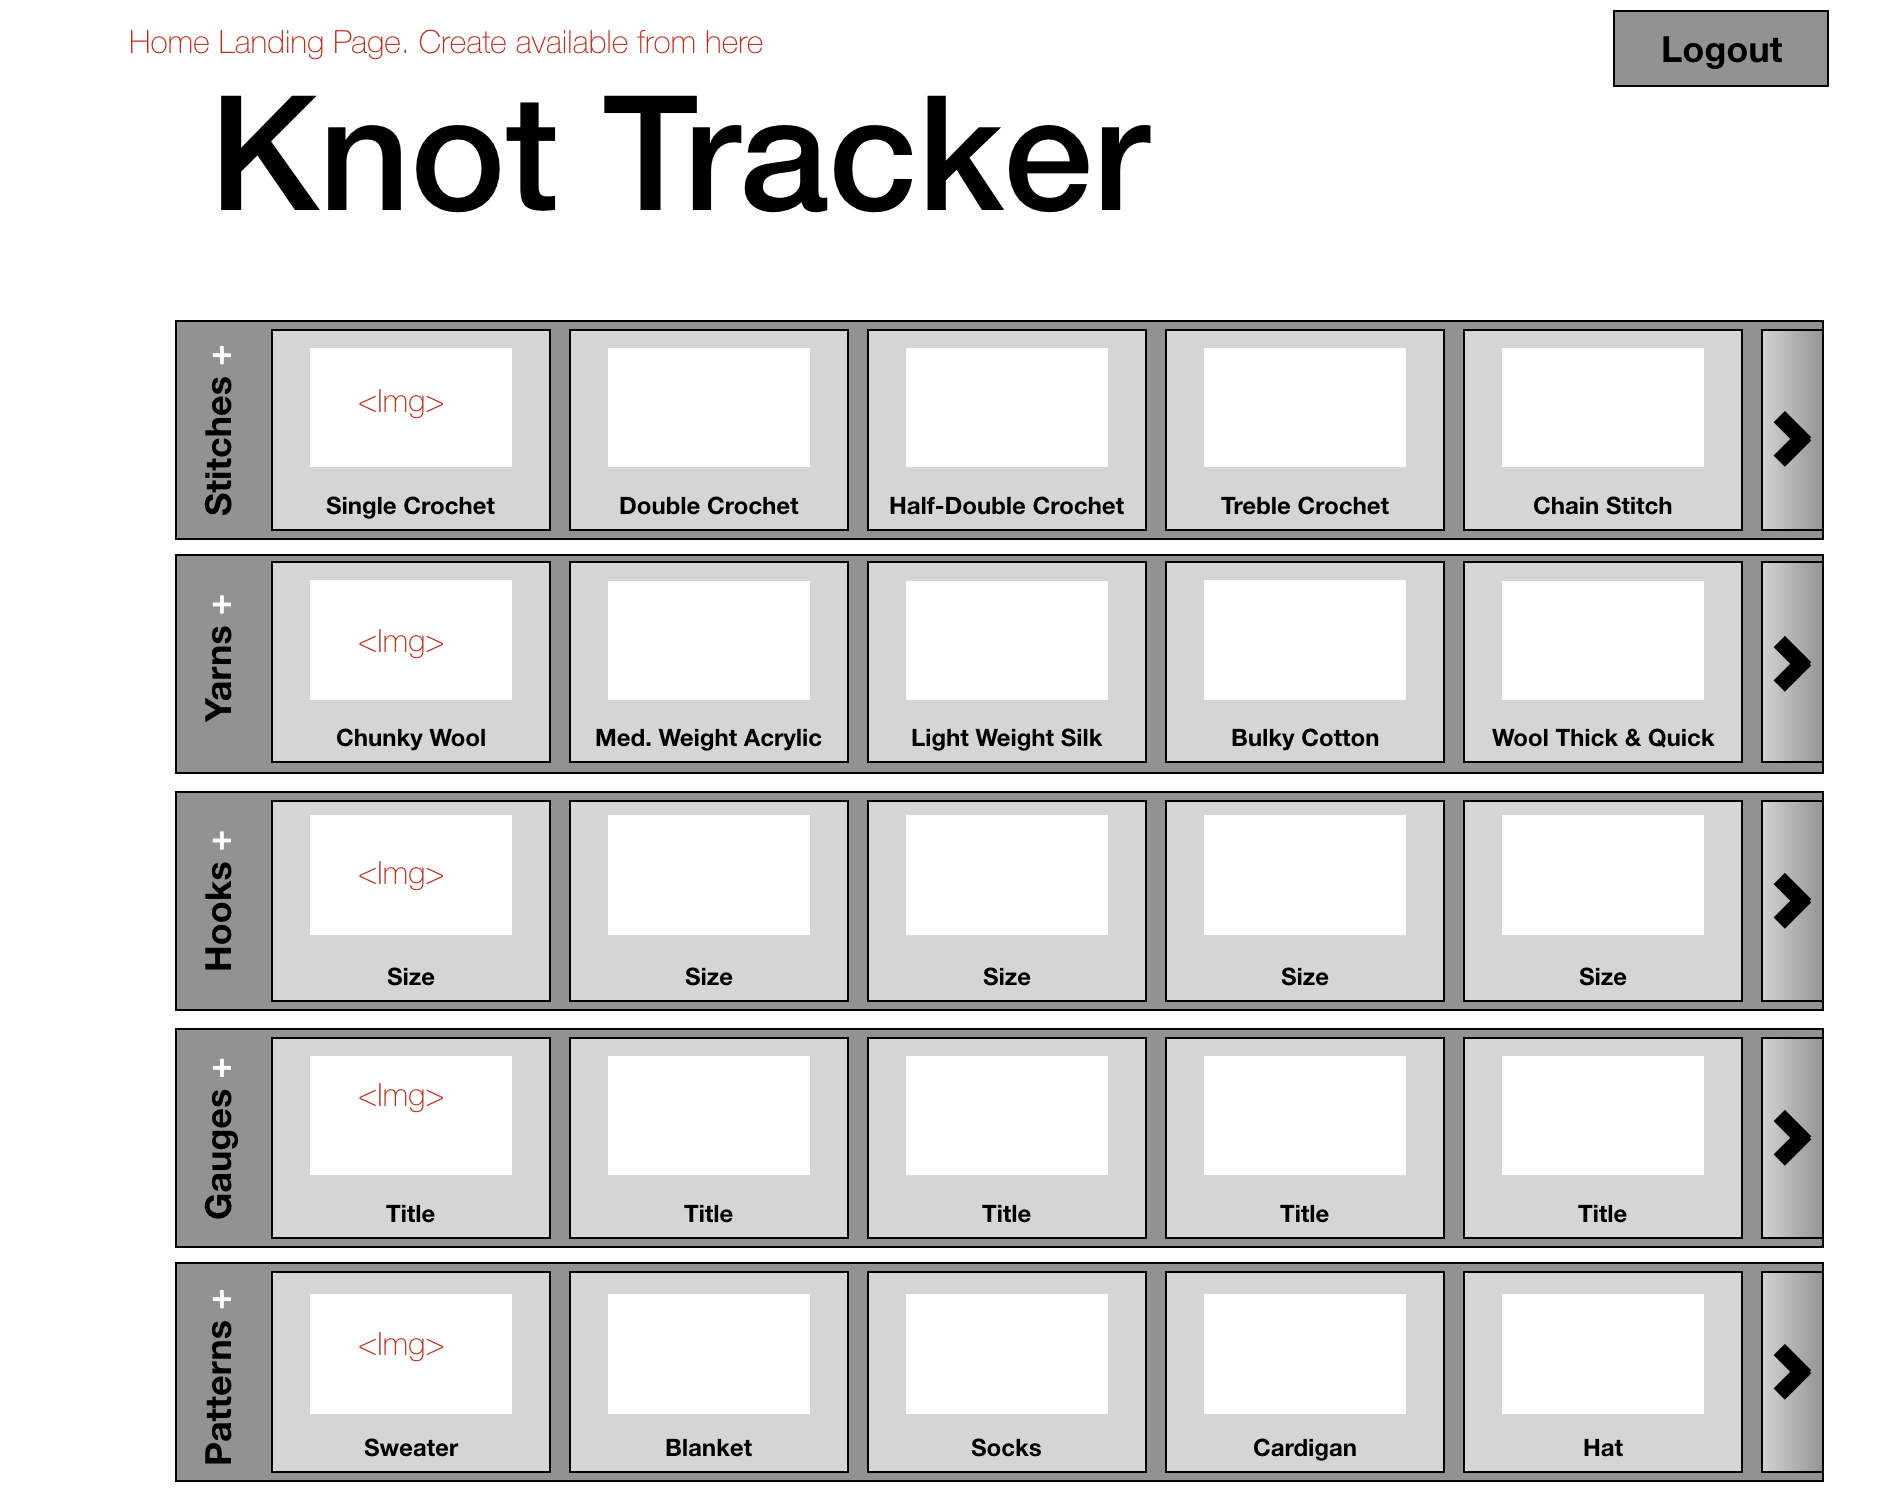 Home Landing Page. Create available from here
Logout
Knot Tracker
Stitches +
<Img>
Single Crochet
Double Crochet
Half-Double Crochet
Treble Crochet
Chain Stitch
Yarns +
<Img>
Chunky Wool
Med. Weight Acrylic
Light Weight Silk
Bulky Cotton
Wool Thick & Quick
Hooks +
<Img>
Size
Size
Size
Size
Size
Gauges +
<Img>
Title
Title
Title
Title
Title
Patterns +
<Img>
Sweater
Blanket
Socks
Cardigan
Hat